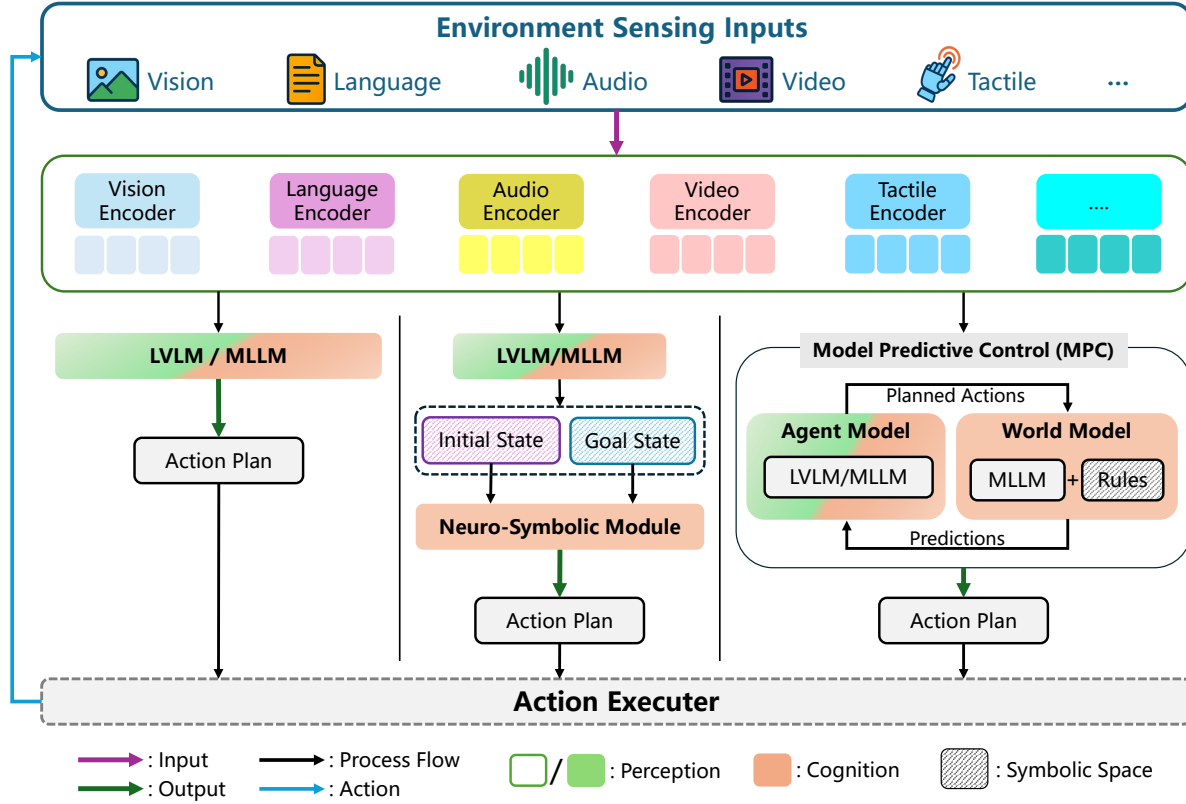 Environment Sensing Inputs
Vision
Language
Audio
Video
Tactile
...
Vision
Encoder
Language
Encoder
Audio
Encoder
Video
Encoder
Tactile
Encoder
....
LVLM / MLLM
Action Plan
LVLM/MLLM
Initial State
Goal State
Neuro-Symbolic Module
Action Plan
Model Predictive Control (MPC)
Planned Actions
Agent Model
LVLM/MLLM
World Model
MLLM + Rules
Predictions
Action Plan
Action Executer
: Input
: Process Flow
/ : Perception
: Cognition
: Symbolic Space
: Output
: Action